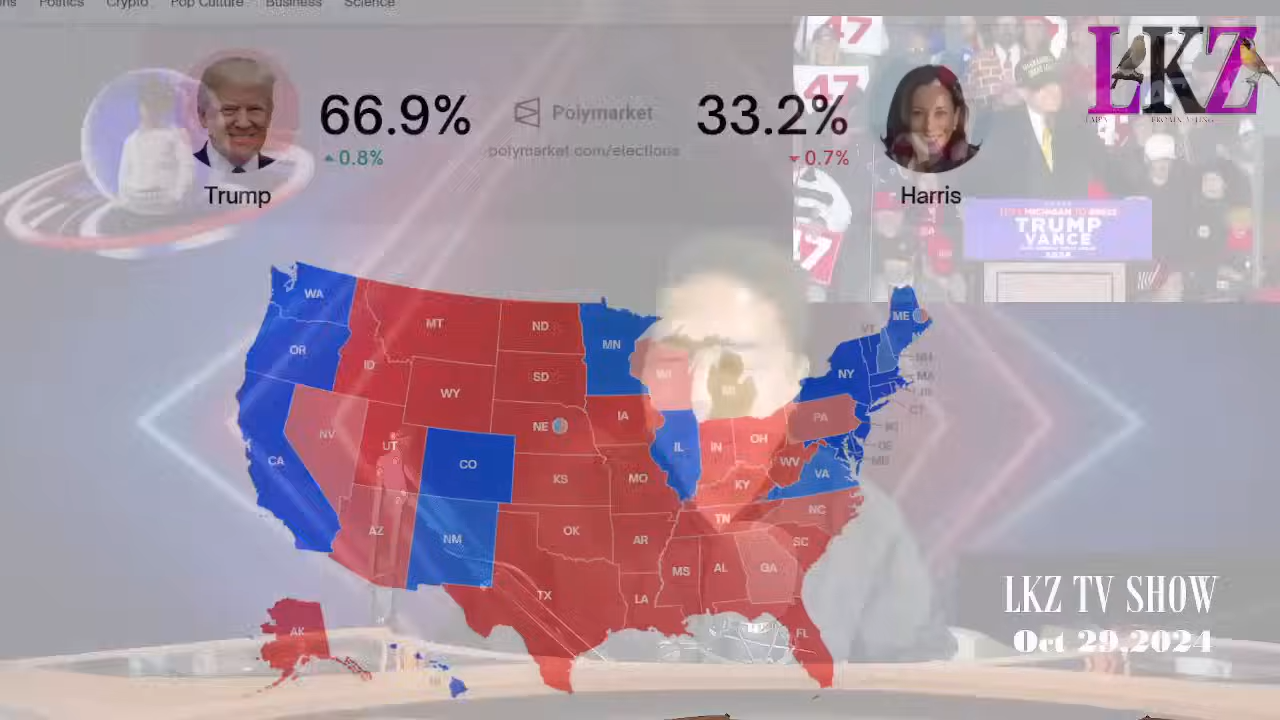 Politics Crypto Pop Culture Business Science
47
47
LKZ
66.9%
Polymarket
33.2%
0.8%
polymarket.com/elections
0.7%
Trump
Harris
TRUMP
VANCE
47
WA
MT
ND
MN
ME
VT
OR
ID
SD
WI
NY
NH
MA
WY
IA
NE
PA
CT
NV
UT
CO
IL
IN
OH
CA
KS
MO
WV
VA
KY
DE
MD
AZ
NM
OK
AR
TN
NC
SC
MS
AL
GA
TX
LA
FL
AK
HI
LKZ TV SHOW
Oct 29,2024